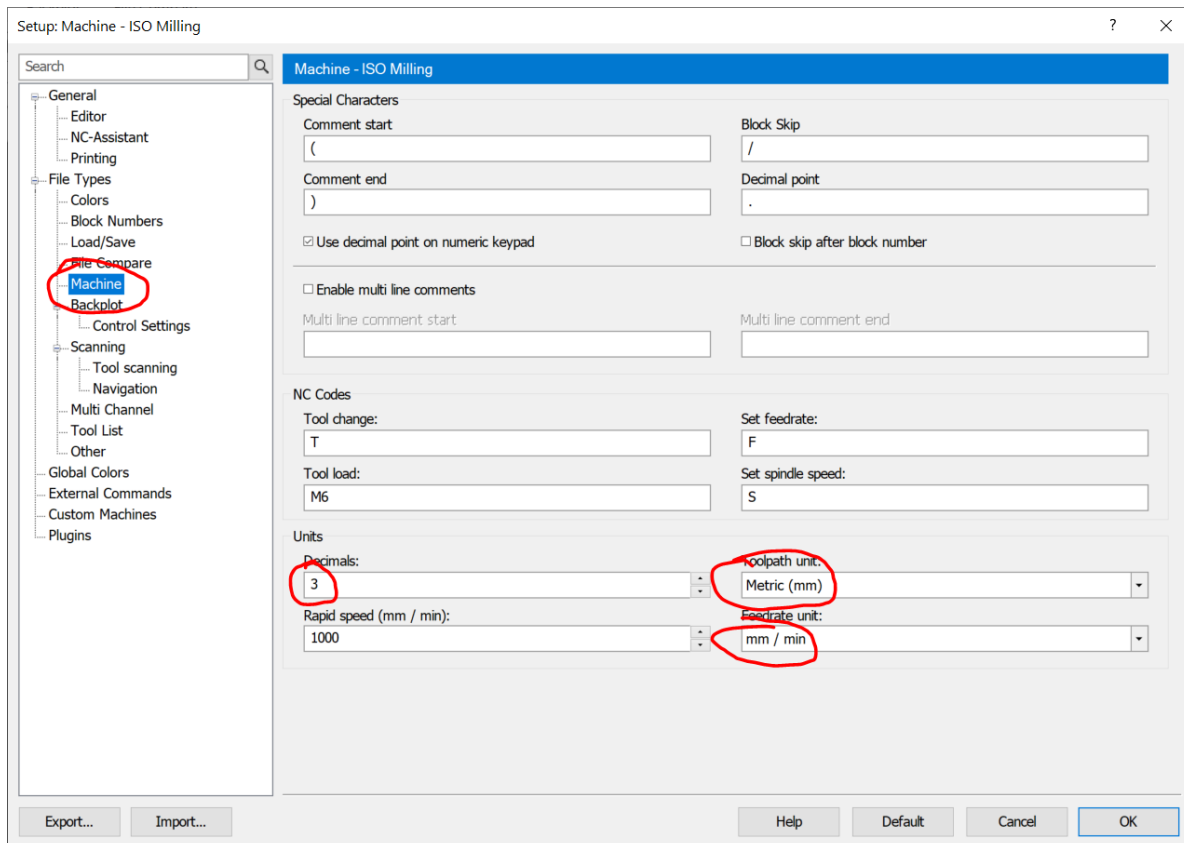 Setup: Machine - ISO Milling
?
Search
General
Editor
NC-Assistant
Printing
File Types
Colors
Block Numbers
Load/Save
File Compare
Machine
Backplot
Control Settings
Scanning
Tool scanning
Navigation
Multi Channel
Tool List
Other
Global Colors
External Commands
Custom Machines
Plugins
Machine - ISO Milling
Special Characters
Comment start
Block Skip
(
/
Comment end
Decimal point
)
.
Use decimal point on numeric keypad
Block skip after block number
Enable multi line comments
Multi line comment start
Multi line comment end
NC Codes
Tool change:
Set feedrate:
T
F
Tool load:
Set spindle speed:
M6
S
Units
Decimals:
Toolpath unit:
3
Metric (mm)
Rapid speed (mm / min):
Feedrate unit:
1000
mm / min
Export...
Import...
Help
Default
Cancel
OK